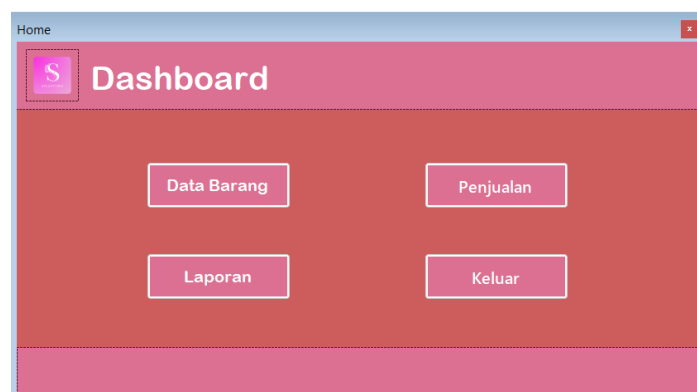 Home
x
S
Dashboard
Data Barang
Penjualan
Laporan
Keluar